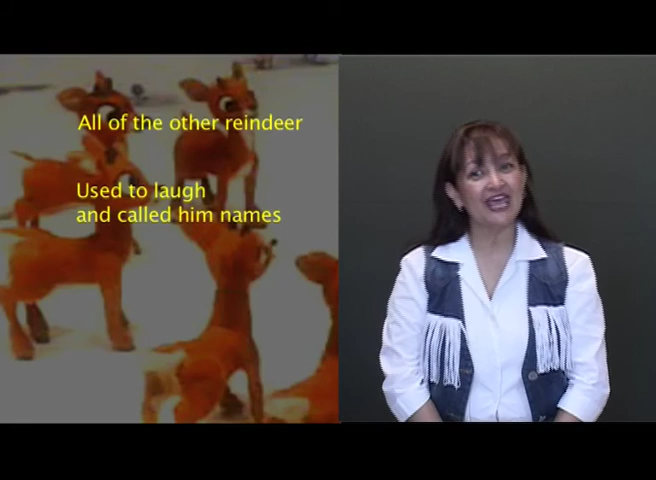 All of the other reindeer
Used to laugh
and called him names